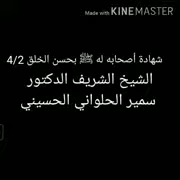 Made with KINEMASTER
شهادة أصحابه له ﷺ بحسن الخلق 4/2
الشيخ الشريف الدكتور
سمير الحلواني الحسيني